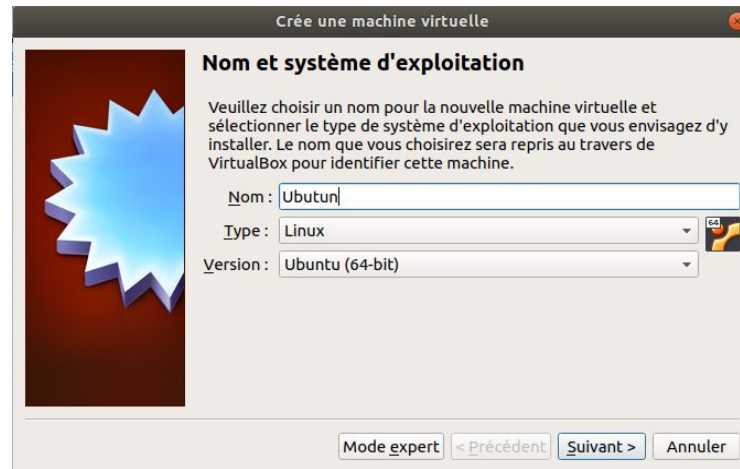 Crée une machine virtuelle
Nom et système d'exploitation
Veuillez choisir un nom pour la nouvelle machine virtuelle et
sélectionner le type de système d'exploitation que vous envisagez d'y
installer. Le nom que vous choisirez sera repris au travers de
VirtualBox pour identifier cette machine.
Nom : Ubutun
Type : Linux
64
Version : Ubuntu (64-bit)
Mode expert < Précédent Suivant > Annuler